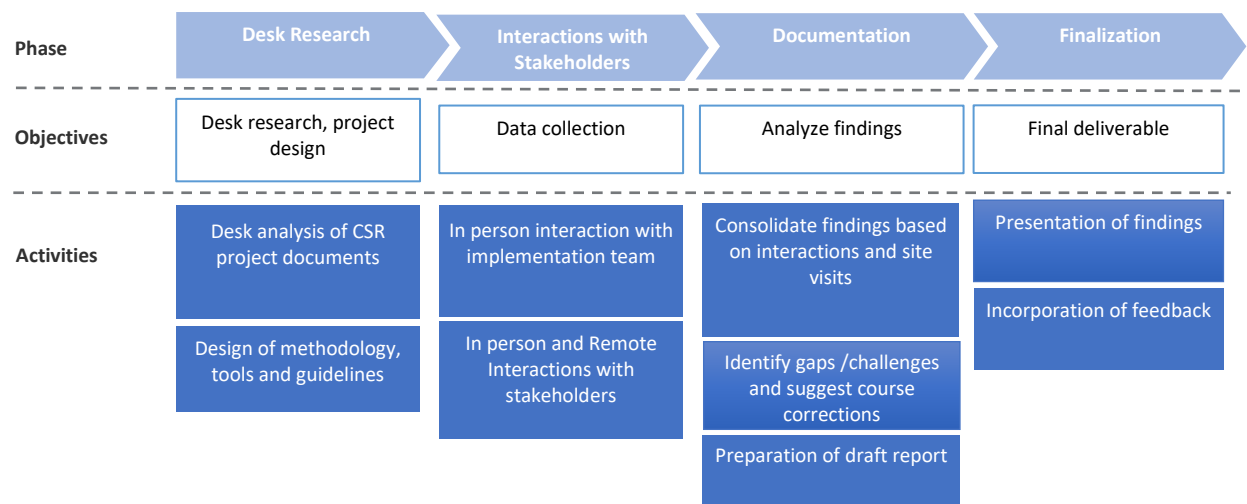 Phase
Desk Research
Interactions with
Stakeholders
Documentation
Finalization
Objectives
Desk research, project
design
Data collection
Analyze findings
Final deliverable
Activities
Desk analysis of CSR
project documents
Design of methodology,
tools and guidelines
In person interaction with
implementation team
In person and Remote
Interactions with
stakeholders
Consolidate findings based
on interactions and site
visits
Identify gaps /challenges
and suggest course
corrections
Preparation of draft report
Presentation of findings
Incorporation of feedback